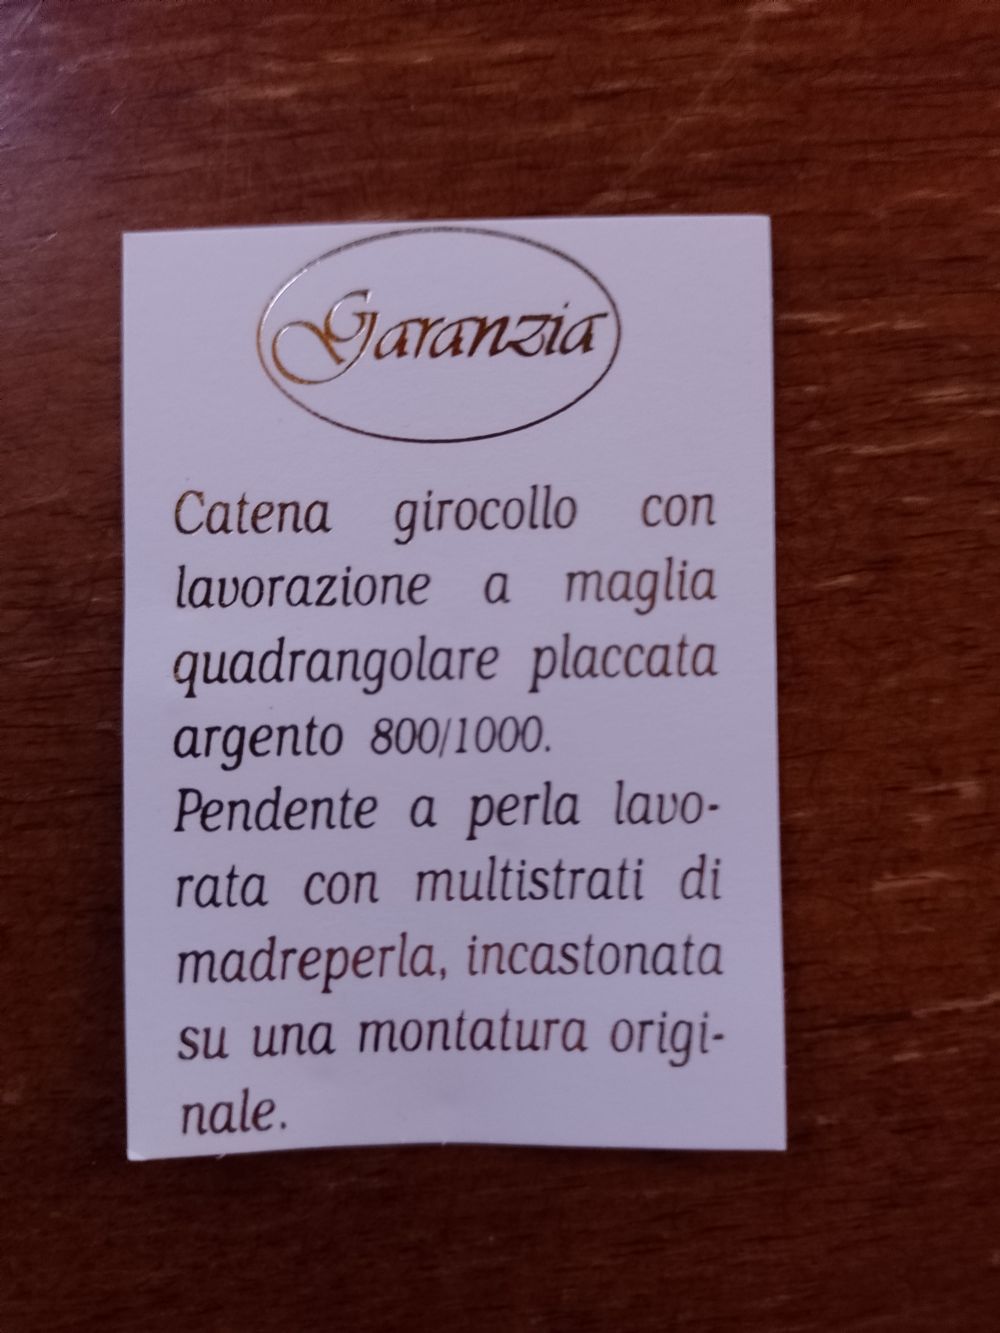 Garanzia
Catena girocollo con
lavorazione a maglia
quadrangolare placcata
argento 800/1000.
Pendente a perla lavo-
rata con multistrati di
madreperla, incastonata
su una montatura origi-
nale.